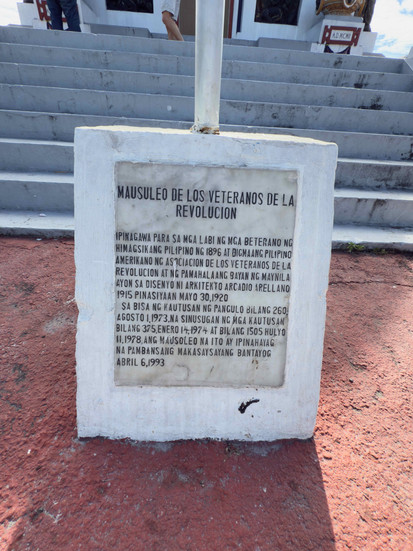 A.D. MCMXV
MAUSULEO DE LOS VETERANOS DE LA
REVOLUCION
IPINAGAWA PARA SA MGA LABI NG MGA BETERANO NG
HIMAGSIKANG PILIPINO NG 1896 AT DIGMAANG PILIPINO
AMERIKANO NG ASOCIACION DE LOS VETERANOS DE LA
REVOLUCION AT NG PAMAHALAANG BAYAN NG MAYNILA
AYON SA DISENYO NI ARKITEKTO ARCADIO ARELLANO
1915. PINASIYAAN MAYO 30, 1920
SA BISA NG KAUTUSAN NG PANGULO BILANG 260,
AGOSTO 1, 1973, NA SINUSUGAN NG MGA KAUTUSAN
BILANG 375, ENERO 14, 1974 AT BILANG 1505 HULYO
11, 1978, ANG MAUSOLEO NA ITO AY IPINAHAYAG
NA PAMBANSANG MAKASAYSAYANG BANTAYOG
ABRIL 6, 1993